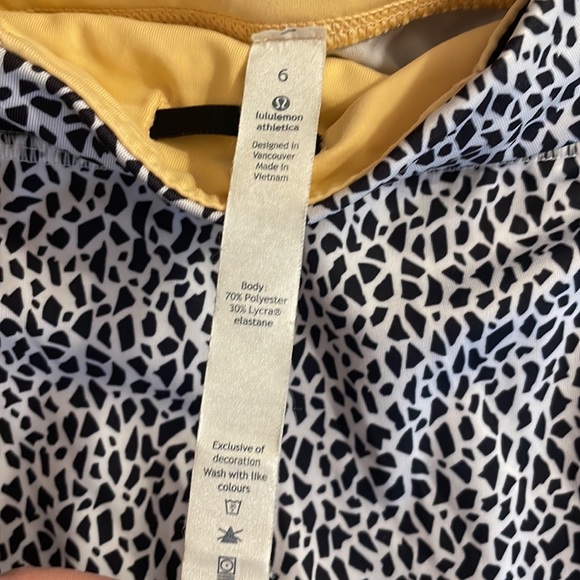 6
lululemon
athletica
Designed in
Vancouver
Made in
Vietnam
Body:
70% Polyester
30% Lycra®
elastane
Exclusive of
decoration
Wash with like
colours